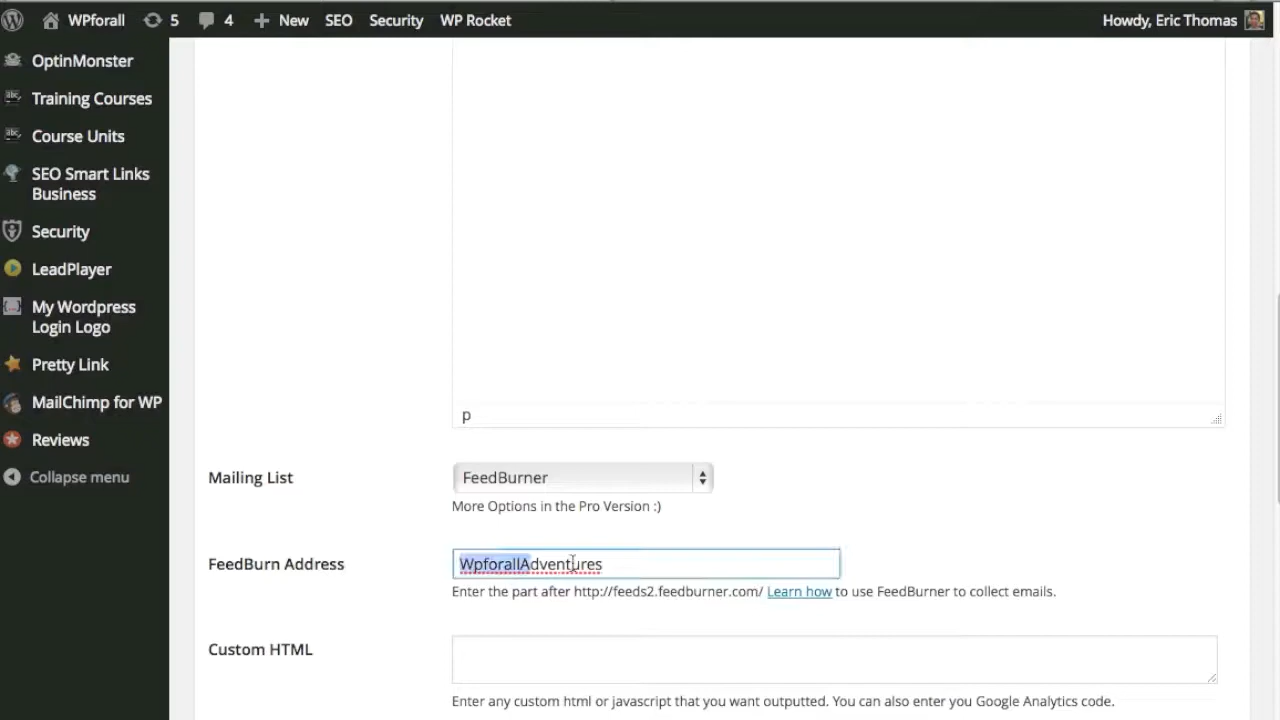 WPforall 5 4 + New SEO Security WP Rocket Howdy, Eric Thomas
OptinMonster
Training Courses
Course Units
SEO Smart Links
Business
Security
LeadPlayer
My Wordpress
Login Logo
Pretty Link
MailChimp for WP
Reviews
Collapse menu
p
Mailing List FeedBurner
More Options in the Pro Version :)
FeedBurn Address WpforallAdventures
Enter the part after http://feeds2.feedburner.com/ Learn how to use FeedBurner to collect emails.
Custom HTML
Enter any custom html or javascript that you want outputted. You can also enter you Google Analytics code.